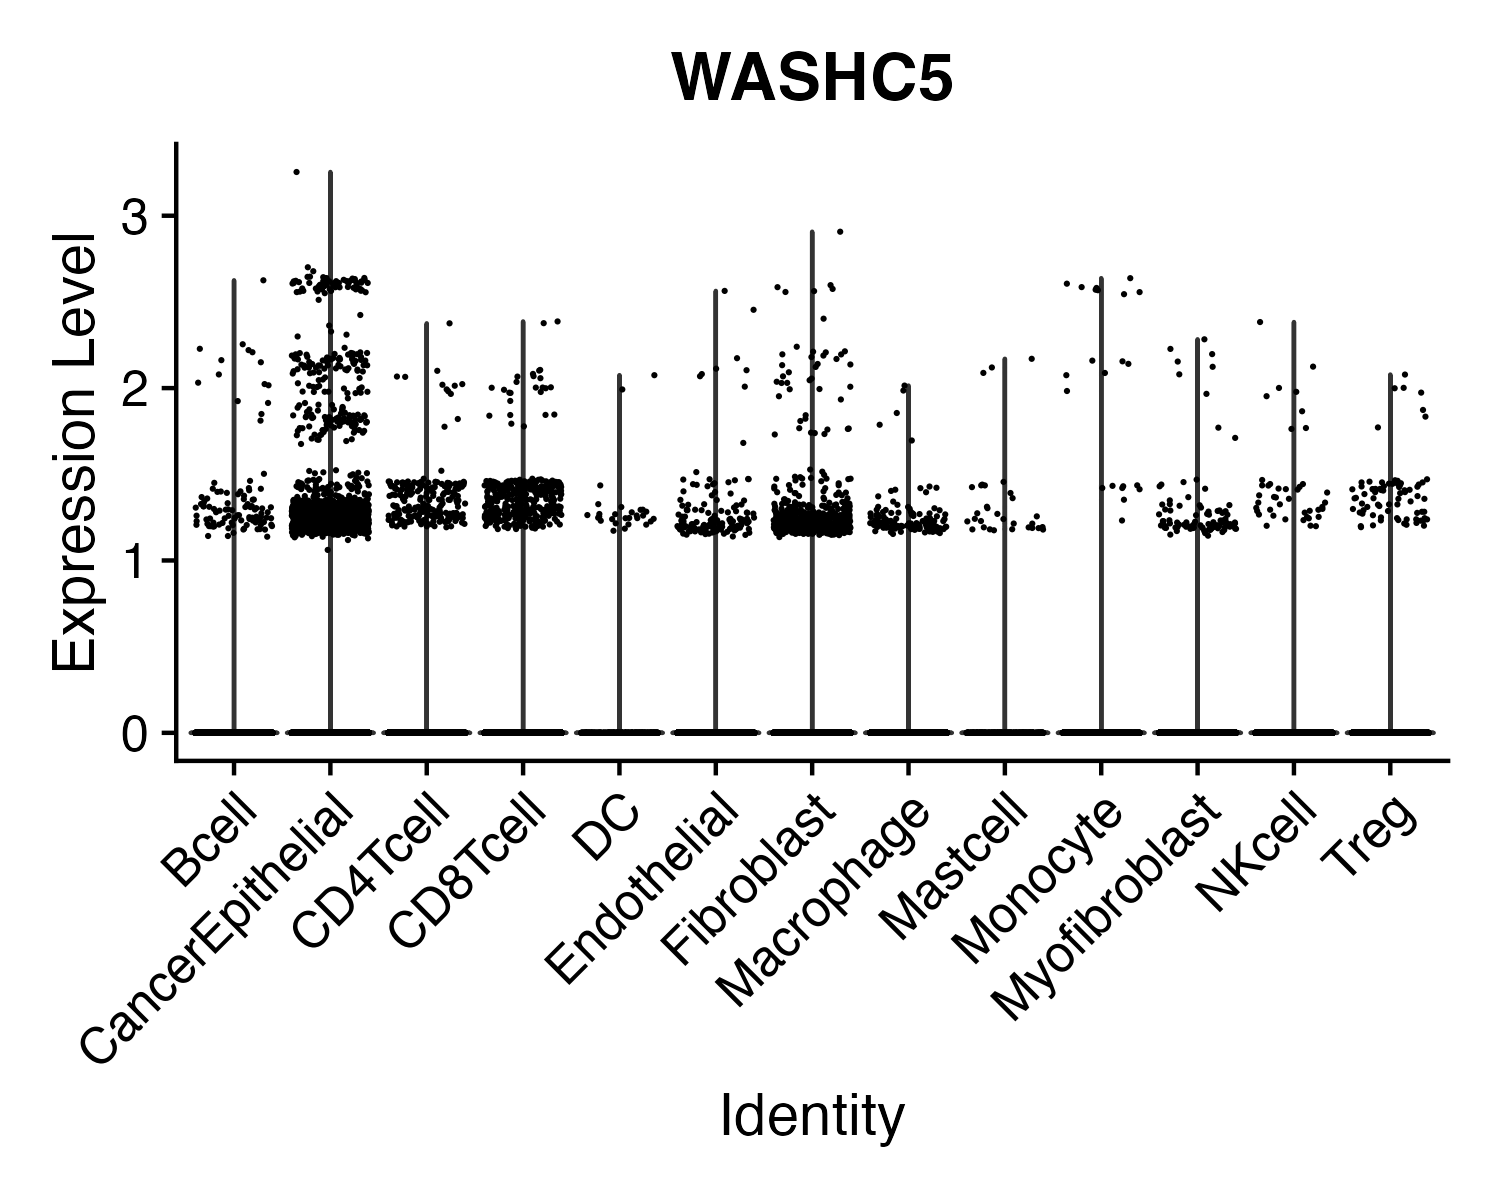 WASHC5
Expression Level
3
2
1
0
Bcell
CancerEpithelial
CD4Tcell
CD8Tcell
DC
Endothelial
Fibroblast
Macrophage
Mastcell
Monocyte
Myofibroblast
NKcell
Treg
Identity